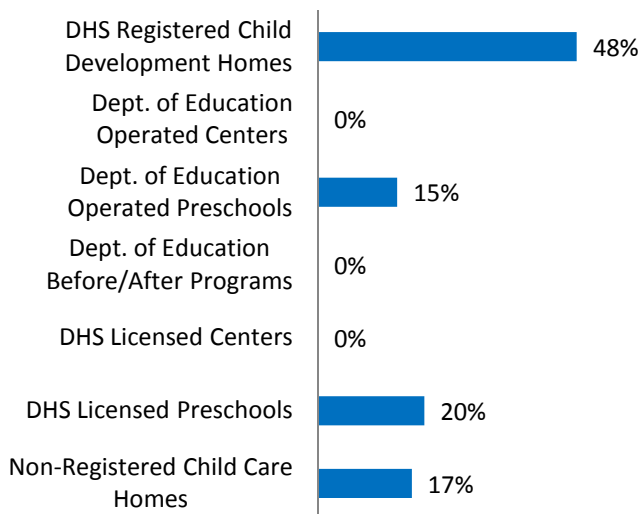 DHS Registered Child
Development Homes
48%
Dept. of Education
Operated Centers
0%
Dept. of Education
Operated Preschools
15%
Dept. of Education
Before/After Programs
0%
DHS Licensed Centers
0%
DHS Licensed Preschools
20%
Non-Registered Child Care
Homes
17%